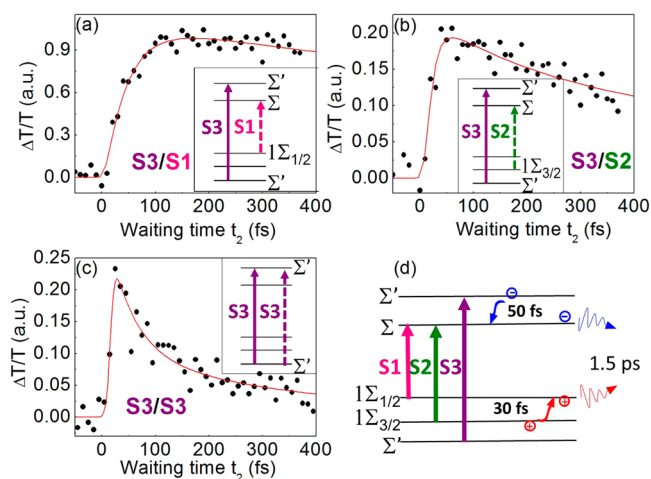 (a)
ΔT/T (a.u.)
0.9
0.6
0.3
0.0
Σ'
Σ
S3
S1
1Σ1/2
Σ'
S3/S1
0
100
200
300
400
Waiting time t2 (fs)
(b)
ΔT/T (a.u.)
0.20
0.15
0.10
0.05
0.00
Σ'
Σ
S3
S2
1Σ3/2
Σ'
S3/S2
0
100
200
300
400
Waiting time t2 (fs)
(c)
ΔT/T (a.u.)
0.25
0.20
0.15
0.10
0.05
0.00
Σ'
S3
S3
Σ'
S3/S3
0
100
200
300
400
Waiting time t2 (fs)
(d)
Σ'
50 fs
Σ
S1
S2
S3
1.5 ps
1Σ1/2
30 fs
1Σ3/2
Σ'